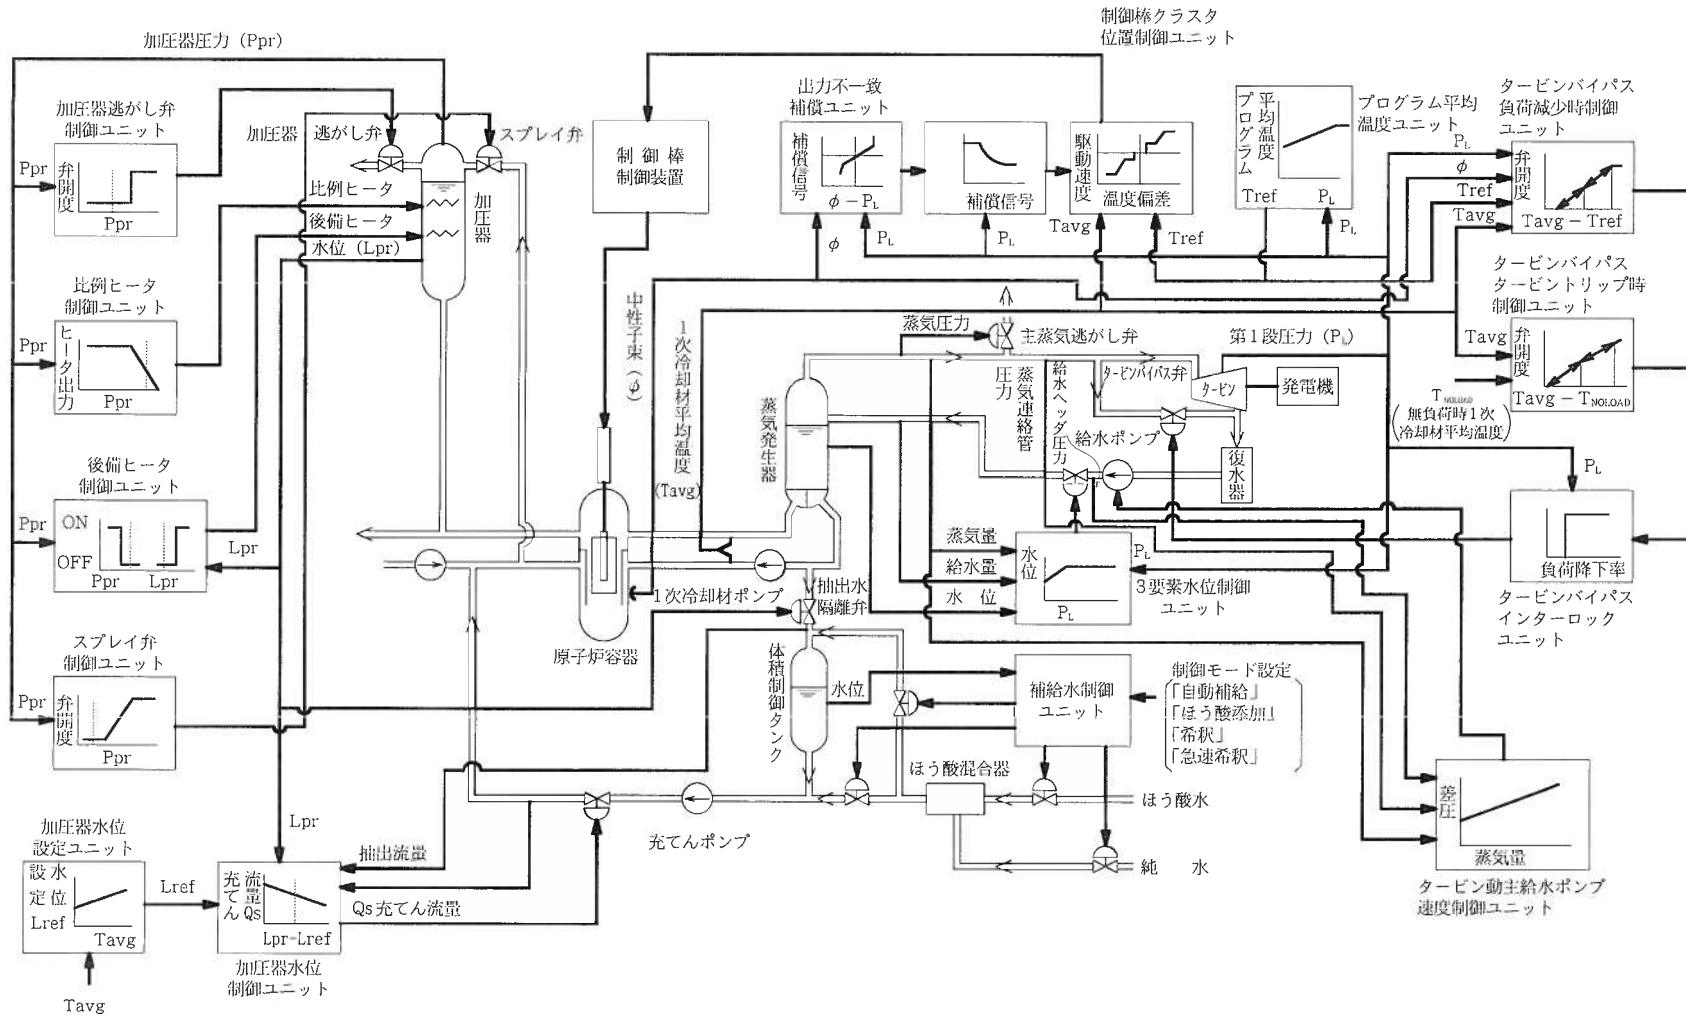 加圧器圧力 (Ppr)
加圧器逃がし弁
制御ユニット
Ppr
弁開度
Ppr
加圧器
逃がし弁
スプレイ弁
比例ヒータ
後備ヒータ
水位 (Lpr)
加圧器
比例ヒータ
制御ユニット
Ppr
ヒータ出力
Ppr
後備ヒータ
制御ユニット
Ppr
ON
OFF
Ppr
Lpr
Lpr
スプレイ弁
制御ユニット
Ppr
弁開度
Ppr
加圧器水位
設定ユニット
設定
水位
Lref
Tavg
Tavg
Lref
Lpr
充てん
流量Qs
Lpr-Lref
加圧器水位
制御ユニット
抽出流量
Qs 充てん流量
制御棒
制御装置
中性子束 (φ)
1次冷却材平均温度
(Tavg)
原子炉容器
1次冷却材ポンプ
抽出水
隔離弁
体積制御タンク
水位
充てんポンプ
ほう酸混合器
ほう酸水
純 水
補給水制御
ユニット
制御モード設定
「自動補給」
「ほう酸添加」
「希釈」
「急速希釈」
出力不一致
補償ユニット
補償信号
φ-PL
φ
PL
補償信号
PL
制御棒クラスタ
位置制御ユニット
駆動速度
温度偏差
Tavg
Tref
平均温度
プログラム
Tref
PL
PL
プログラム平均
温度ユニット
タービンバイパス
負荷減少時制御
ユニット
PL
φ
Tref
Tavg
弁開度
Tavg-Tref
タービンバイパス
タービントリップ時
制御ユニット
Tavg
弁開度
Tavg-TNOLOAD
TNOLOAD
(無負荷時1次
冷却材平均温度)
PL
負荷降下率
タービンバイパス
インターロック
ユニット
蒸気圧力
主蒸気逃がし弁
第1段圧力 (PL)
蒸気発生器
蒸気連絡管
圧力
給水ヘッダ圧力
タービンバイパス弁
タービン
発電機
給水ポンプ
復水器
蒸気量
給水量
水 位
水位
PL
PL
3要素水位制御
ユニット
差圧
蒸気量
タービン動主給水ポンプ
速度制御ユニット